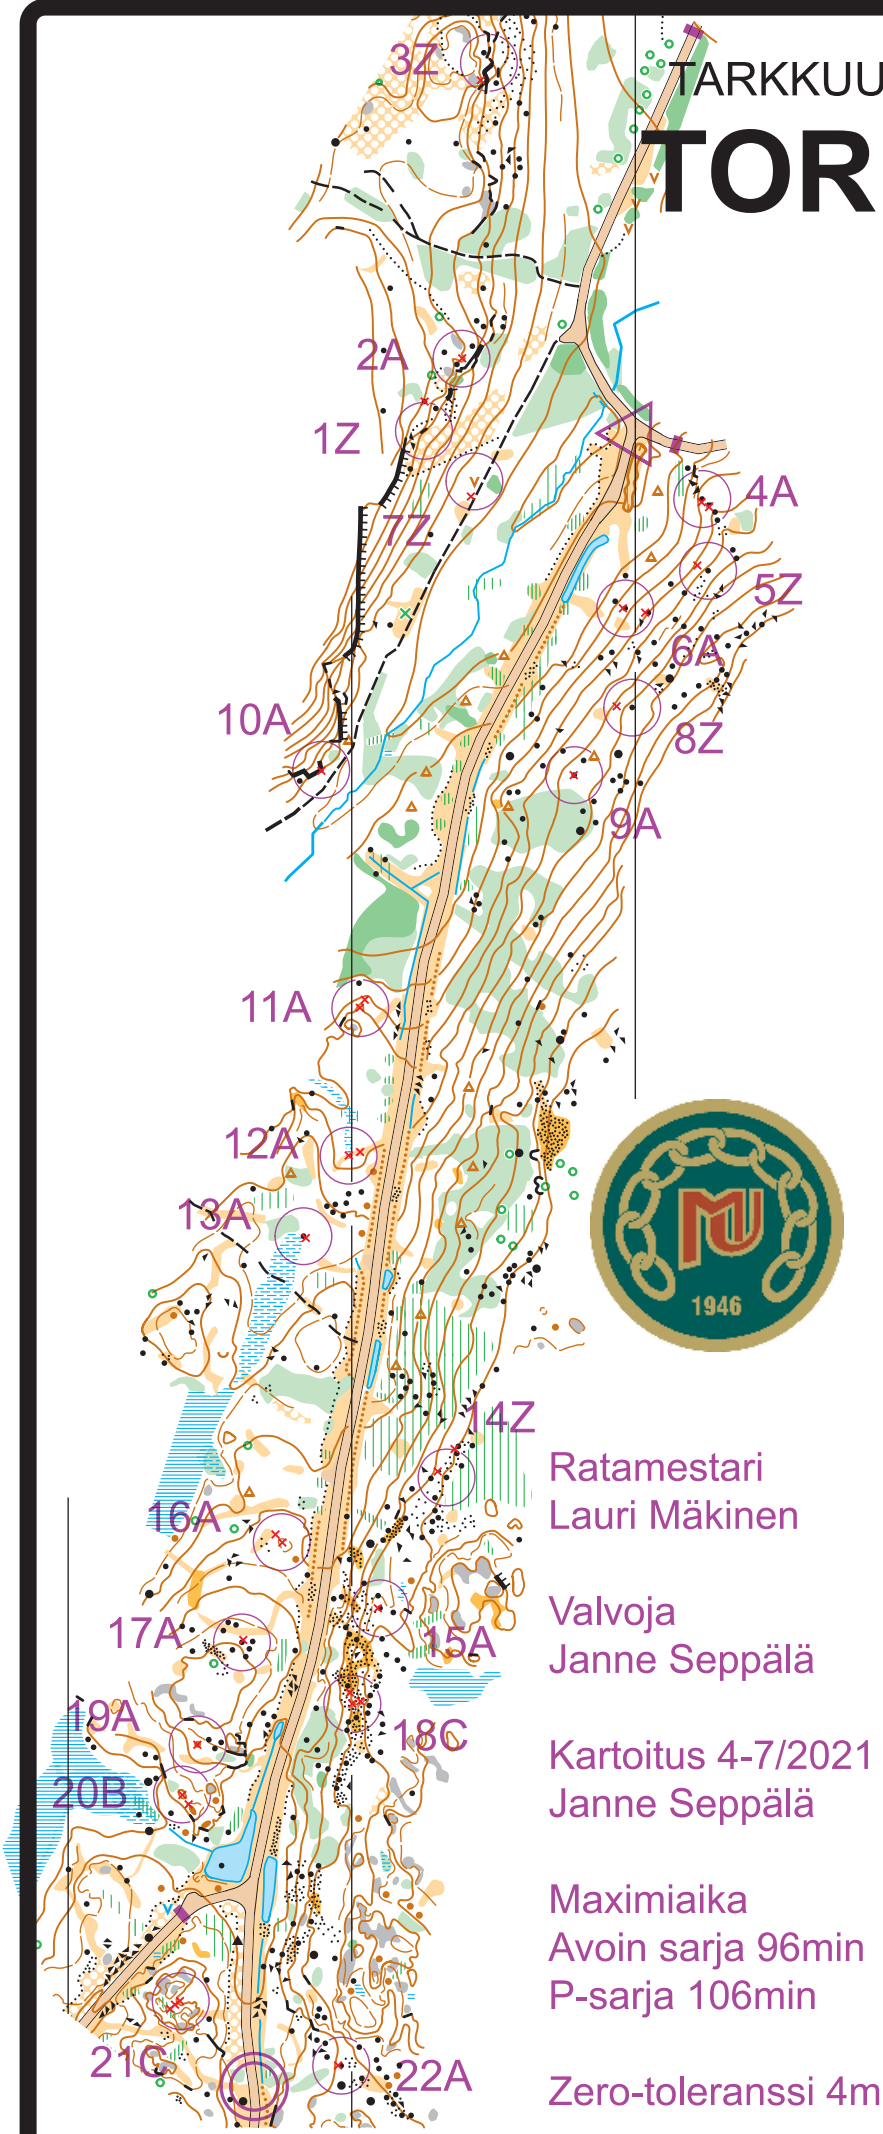 TARKKUU
TOR
3Z
2A
1Z
7Z
4A
5Z
6A
8Z
10A
9A
11A
12A
13A
1946
14Z
16A
17A
15A
19A
18C
20B
21C
22A
Ratamestari
Lauri Mäkinen
Valvoja
Janne Seppälä
Kartoitus 4-7/2021
Janne Seppälä
Maximiaika
Avoin sarja 96min
P-sarja 106min
Zero-toleranssi 4m